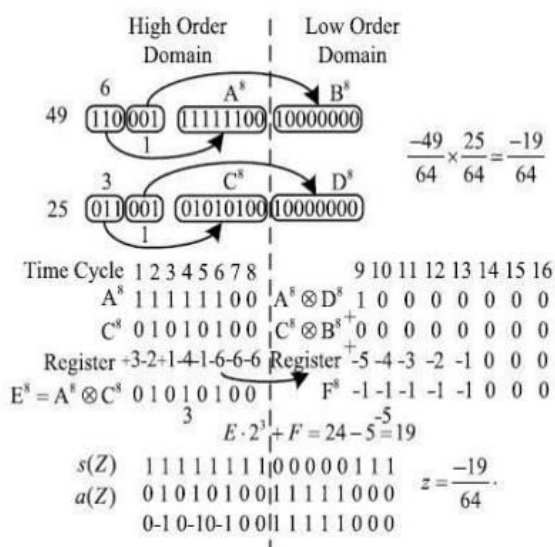 High Order Domain Low Order Domain
6 A⁸ B⁸
49 110 001 11111100 10000000
1
-49/64 × 25/64 ≃ -19/64
3 C⁸ D⁸
25 011 001 01010100 10000000
1
Time Cycle 1 2 3 4 5 6 7 8 9 10 11 12 13 14 15 16
A⁸ 1 1 1 1 1 1 0 0 A⁸ ⊗ D⁸ 1 0 0 0 0 0 0 0
C⁸ 0 1 0 1 0 1 0 0 C⁸ ⊗ B⁸ + 0 0 0 0 0 0 0 0
Register +3-2+1-4-1-6-6-6 Register + -5 -4 -3 -2 -1 0 0 0
E⁸ = A⁸ ⊗ C⁸ 0 1 0 1 0 1 0 0 F⁸ -1 -1 -1 -1 -1 0 0 0
3 -5
E · 2³ + F = 24 − 5 = 19
s(Z) 1 1 1 1 1 1 1 1 0 0 0 0 0 1 1 1
a(Z) 0 1 0 1 0 1 0 0 1 1 1 1 1 0 0 0
z = -19/64 .
0 -1 0 -1 0 -1 0 0 1 1 1 1 1 0 0 0